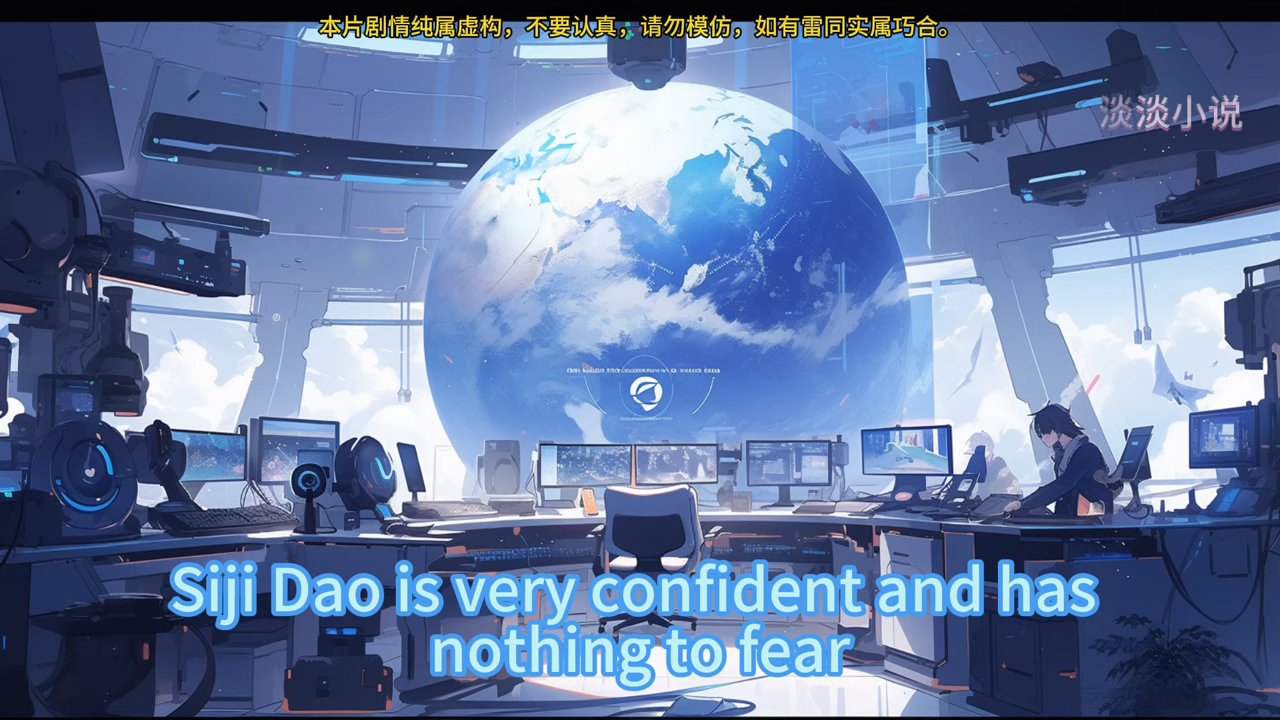 本片剧情纯属虚构，不要认真，请勿模仿，如有雷同实属巧合。
淡淡小说
Siji Dao is very confident and has
nothing to fear